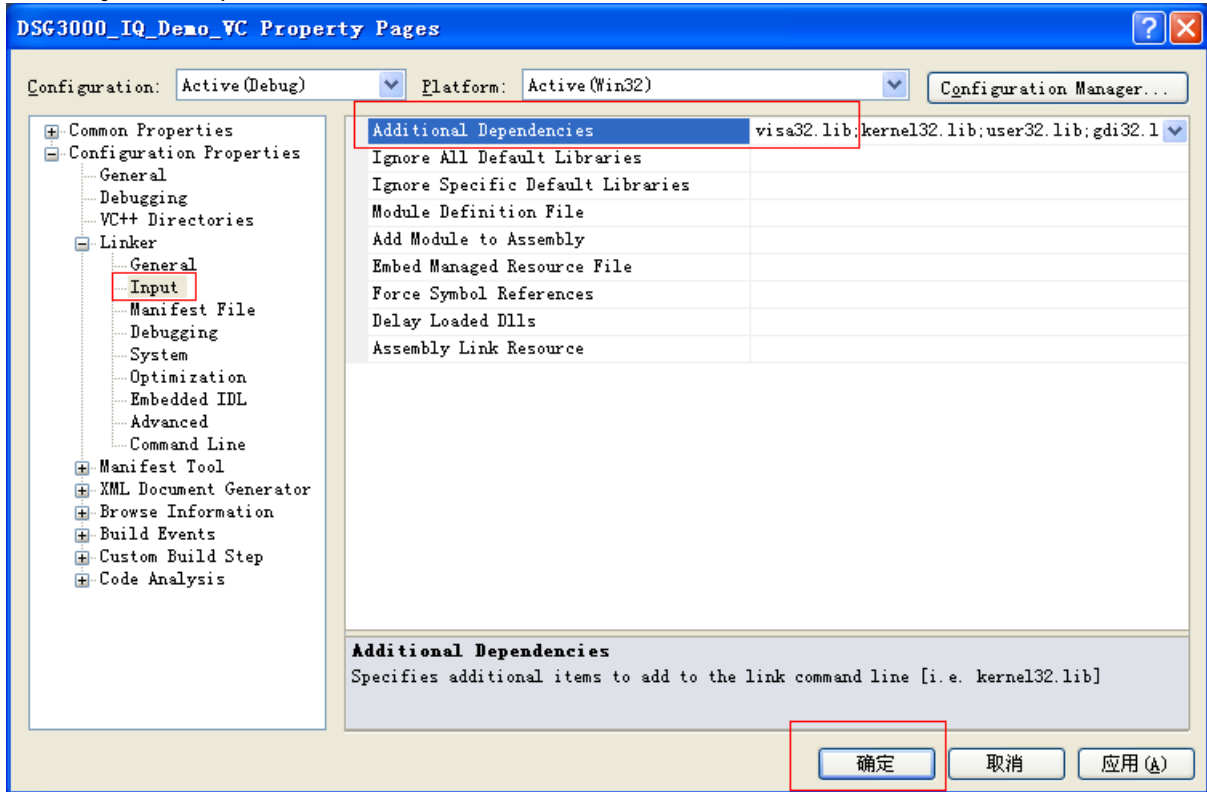 DSG3000_IQ_Demo_VC Property Pages
Configuration: Active(Debug) Platform: Active(Win32) Configuration Manager...
Common Properties
Configuration Properties
General
Debugging
VC++ Directories
Linker
General
Input
Manifest File
Debugging
System
Optimization
Embedded IDL
Advanced
Command Line
Manifest Tool
XML Document Generator
Browse Information
Build Events
Custom Build Step
Code Analysis
Additional Dependencies visa32.lib;kernel32.lib;user32.lib;gdi32.l
Ignore All Default Libraries
Ignore Specific Default Libraries
Module Definition File
Add Module to Assembly
Embed Managed Resource File
Force Symbol References
Delay Loaded Dlls
Assembly Link Resource
Additional Dependencies
Specifies additional items to add to the link command line [i.e. kernel32.lib]
确定 取消 应用(A)